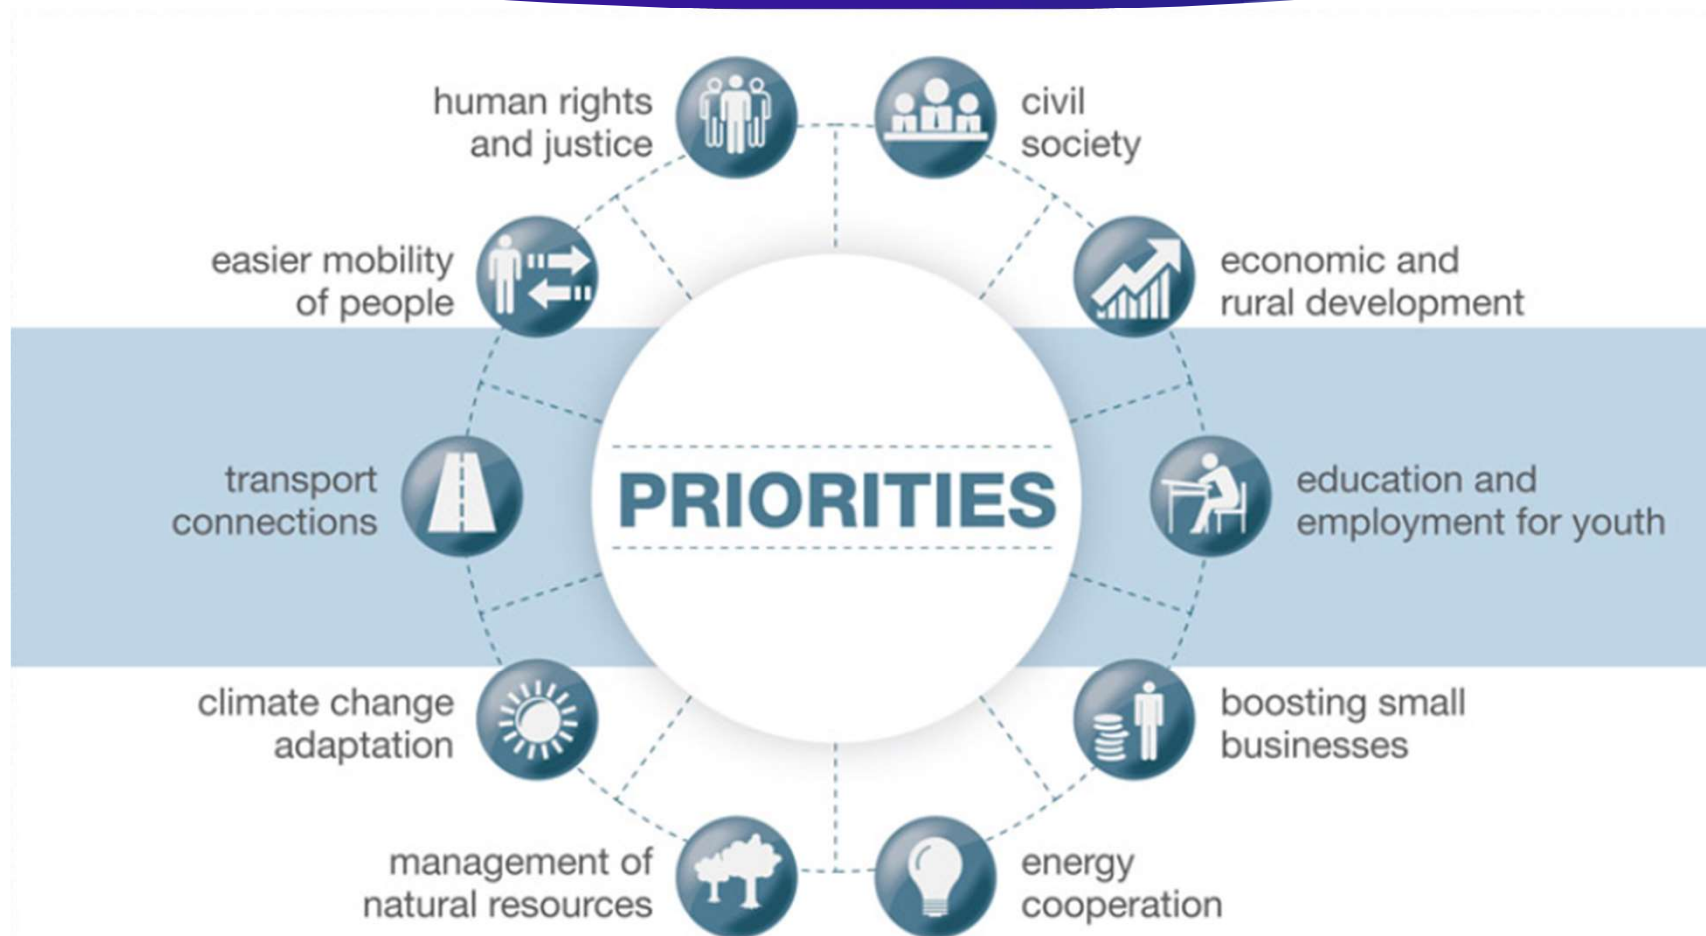 human rights
and justice
civil
society
easier mobility
of people
economic and
rural development
transport
connections
PRIORITIES
education and
employment for youth
climate change
adaptation
boosting small
businesses
management of
natural resources
energy
cooperation